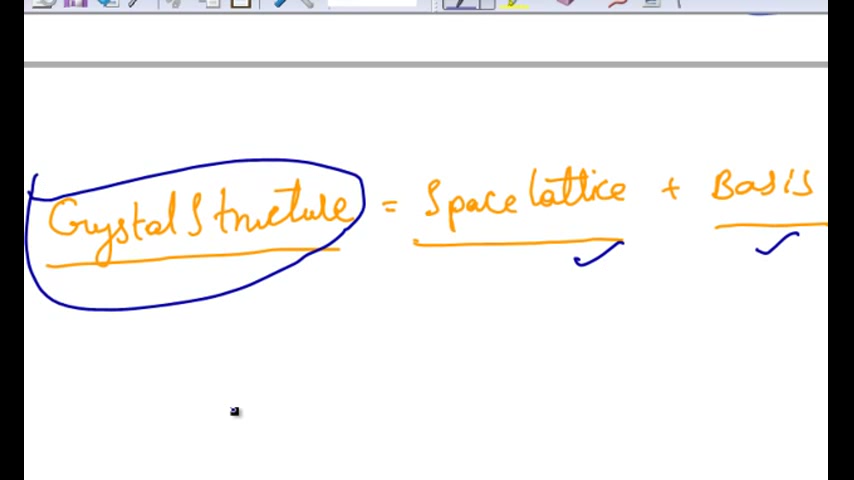 Crystal Structure = Space lattice + Basis